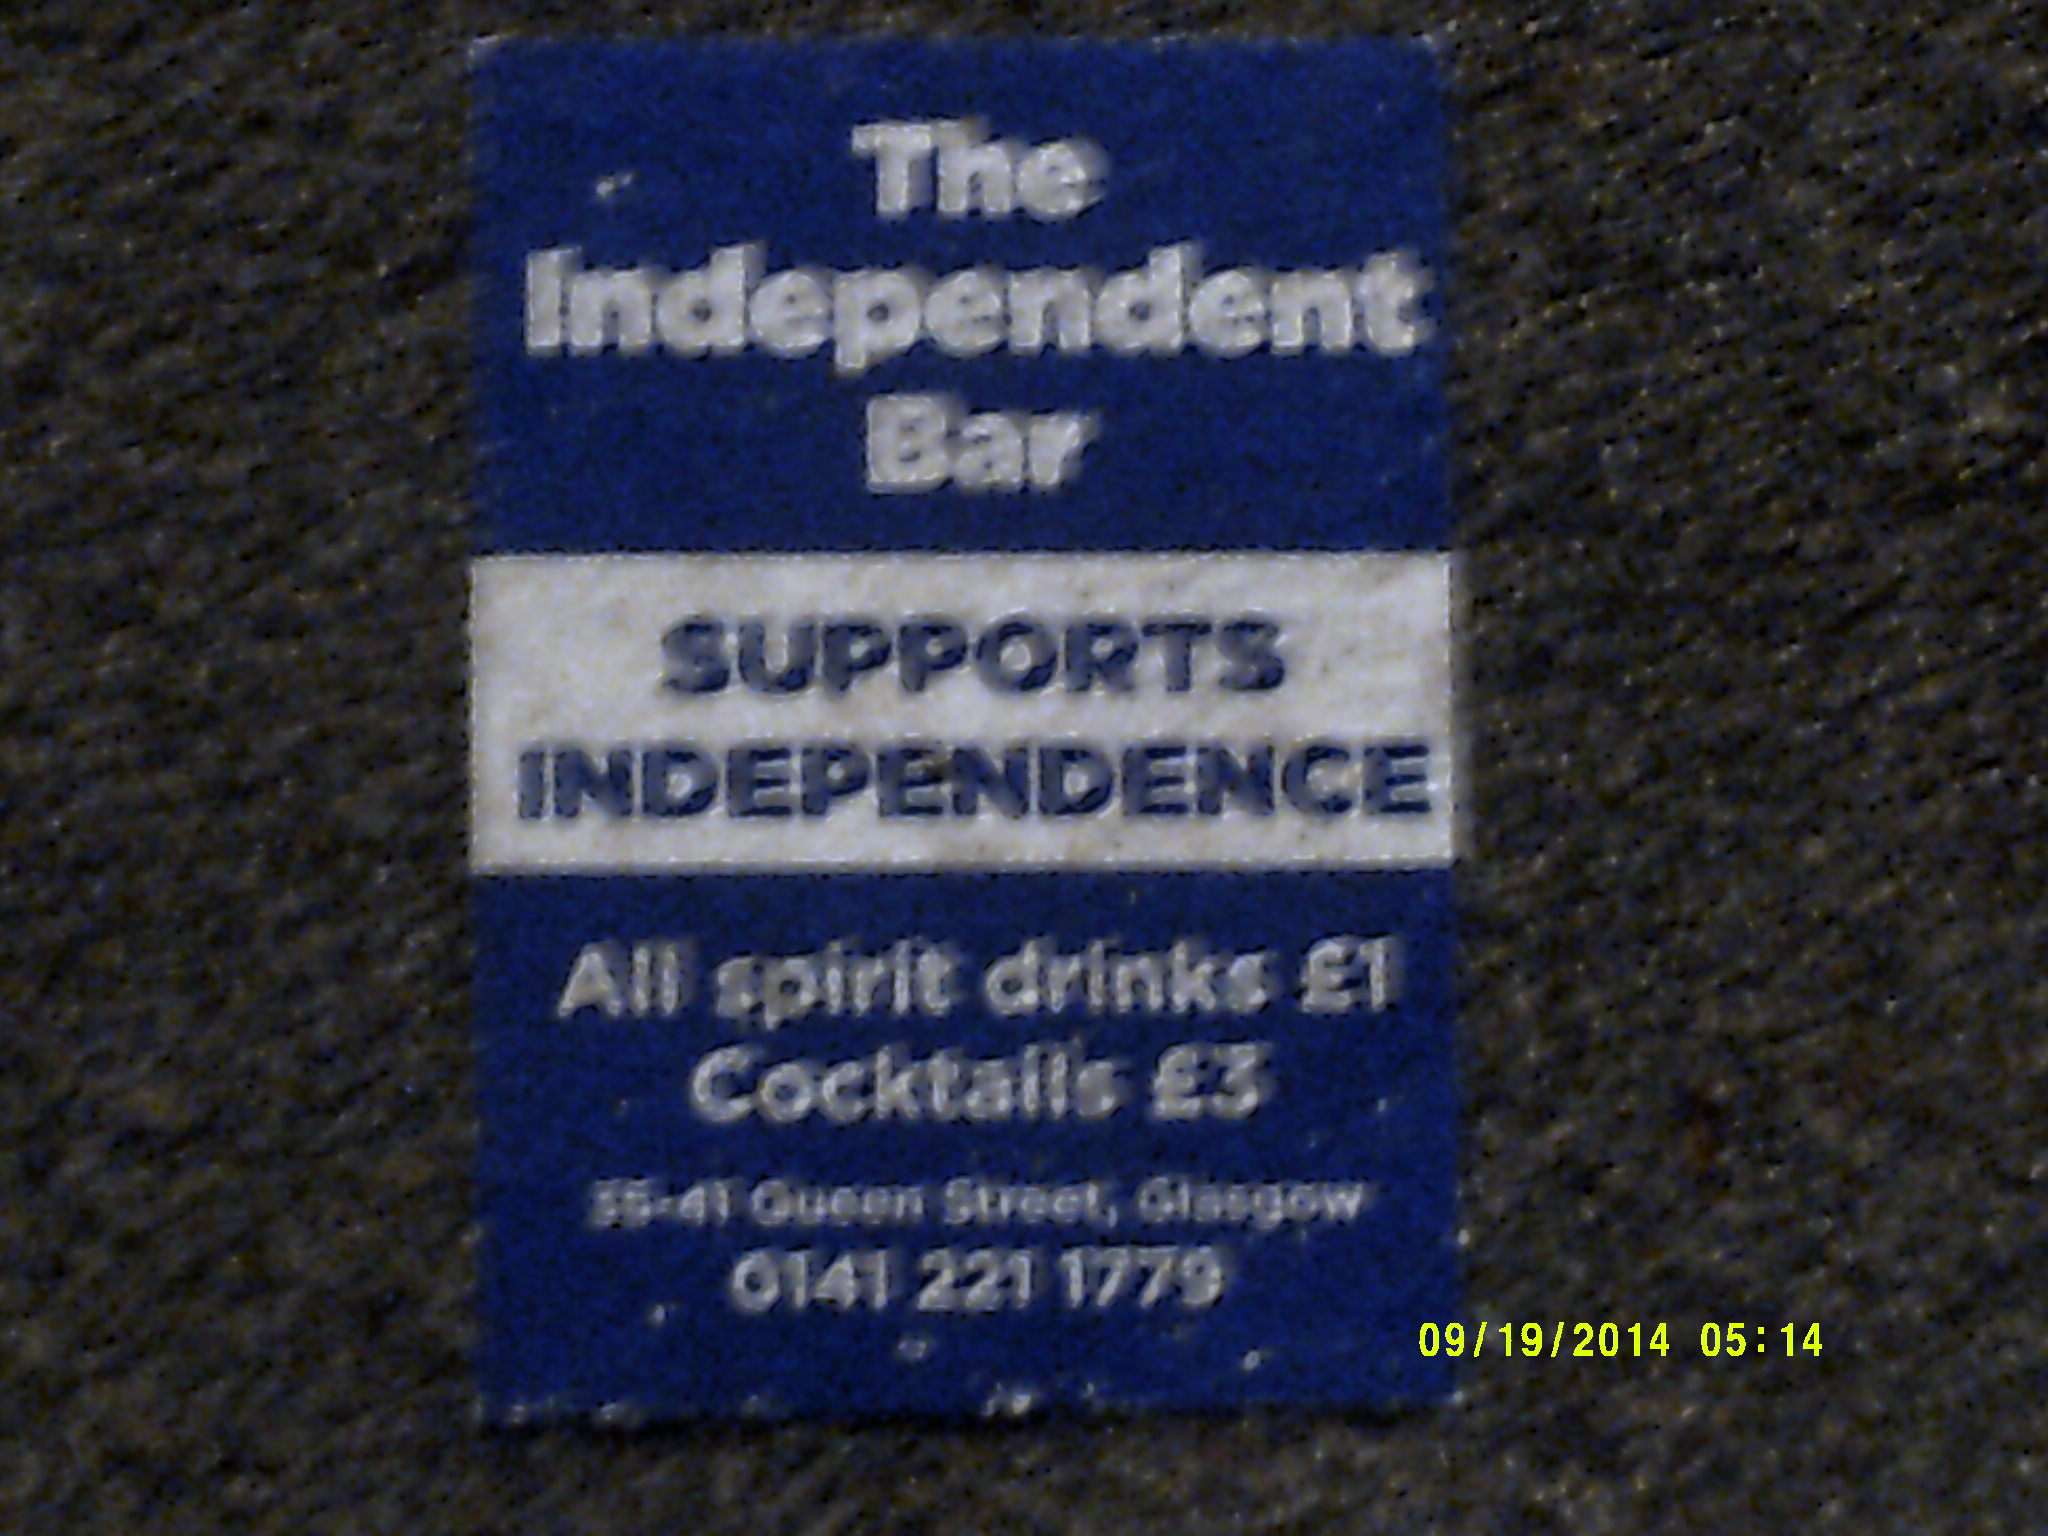 The
Independent
Bar
SUPPORTS
INDEPENDENCE
All spirit drinks £1
Cocktails £3
35-41 Queen Street, Glasgow
0141 221 1779
09/19/2014 05:14